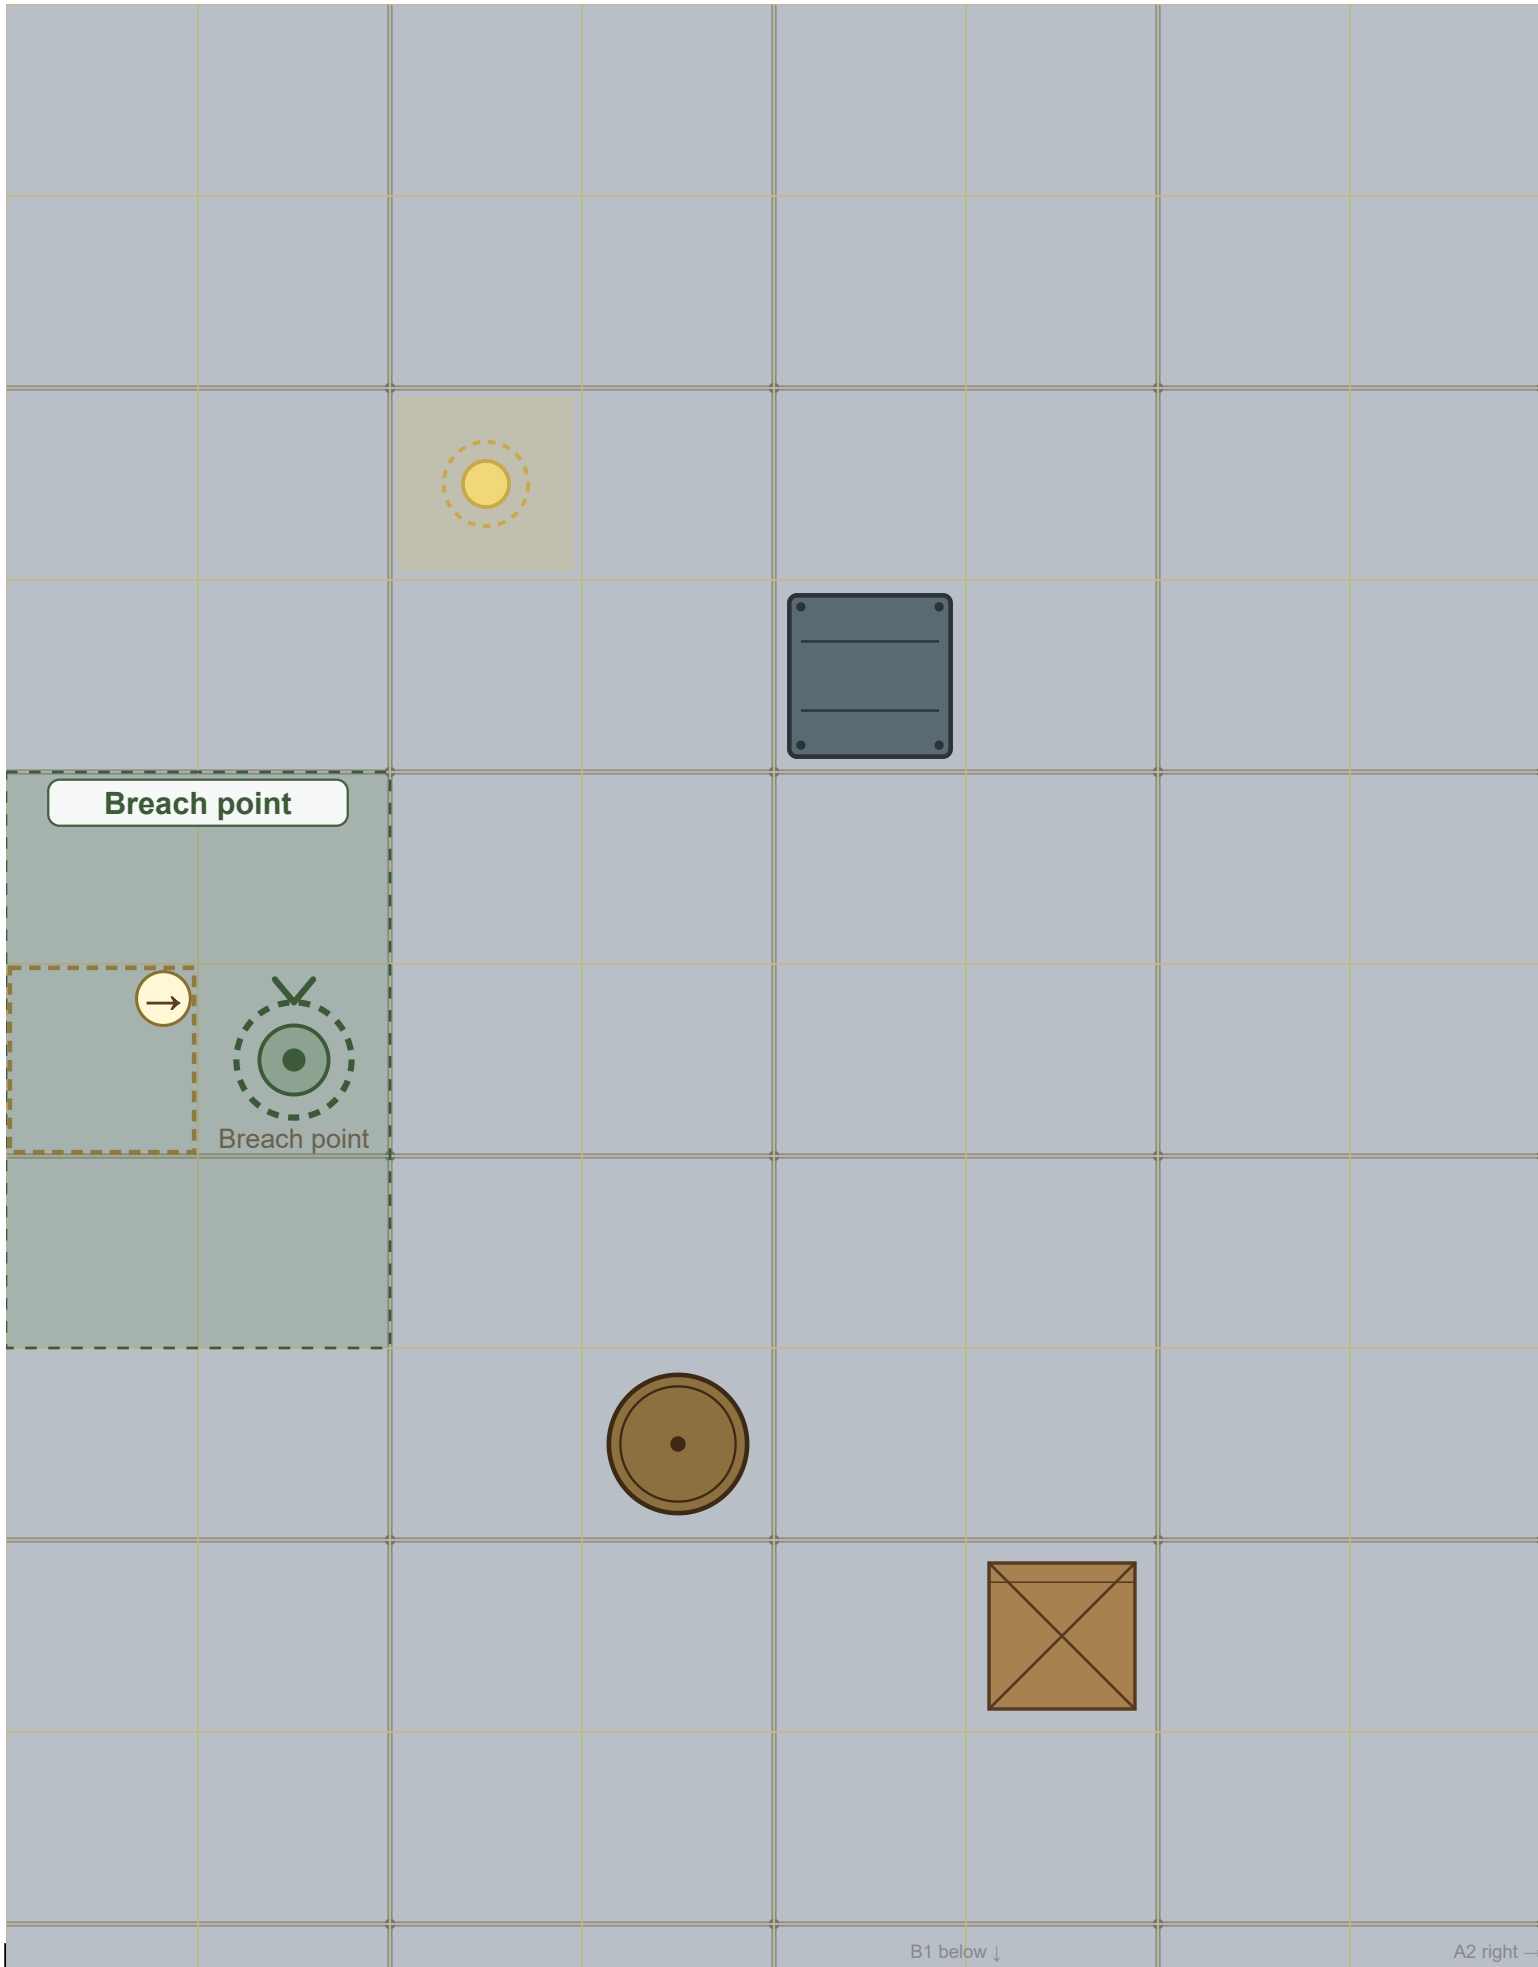 Breach point
→
Breach point
B1 below ↓
A2 right →